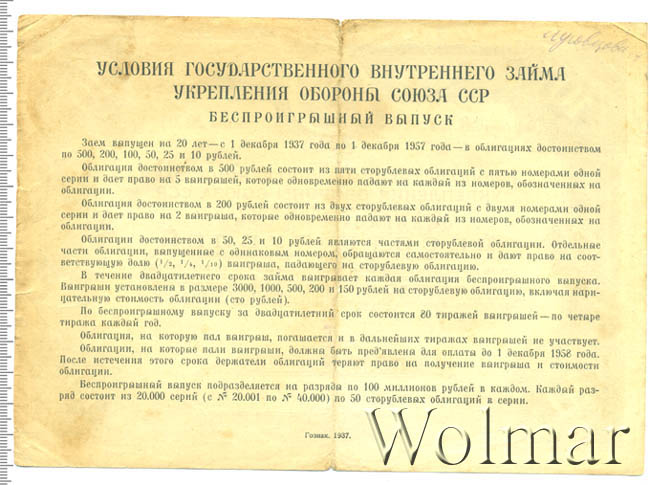 УСЛОВИЯ ГОСУДАРСТВЕННОГО ВНУТРЕННЕГО ЗАЙМА
УКРЕПЛЕНИЯ ОБОРОНЫ СОЮЗА ССР
БЕСПРОИГРЫШНЫЙ ВЫПУСК
Заем выпущен на 20 лет—с 1 декабря 1937 года по 1 декабря 1957 года—в облигациях достоинством
по 500, 200, 100, 50, 25 и 10 рублей.
Облигация достоинством в 500 рублей состоит из пяти сторублевых облигаций с пятью номерами одной
серии и дает право на 5 выигрышей, которые одновременно падают на каждый из номеров, обозначенных на
облигации.
Облигация достоинством в 200 рублей состоит из двух сторублевых облигаций с двумя номерами одной
серии и дает право на 2 выигрыша, которые одновременно падают на каждый из номеров, обозначенных на
облигации.
Облигации достоинством в 50, 25 и 10 рублей являются частями сторублевой облигации. Отдельные
части облигации, выпущенные с одинаковым номером, обращаются самостоятельно и дают право на соот-
ветствующую долю (1/2, 1/4, 1/10) выигрыша, падающего на сторублевую облигацию.
В течение двадцатилетнего срока займа выигрывает каждая облигация беспроигрышного выпуска.
Выигрыши установлены в размере 3000, 1000, 500, 200 и 150 рублей на сторублевую облигацию, включая нари-
цательную стоимость облигации (сто рублей).
По беспроигрышному выпуску за двадцатилетний срок состоится 80 тиражей выигрышей—по четыре
тиража каждый год.
Облигация, на которую пал выигрыш, погашается и в дальнейших тиражах выигрышей не участвует.
Облигации, на которые пали выигрыши, должны быть пред'явлены для оплаты до 1 декабря 1958 года.
После истечения этого срока держатели облигаций теряют право на получение выигрыша и стоимости
облигации.
Беспроигрышный выпуск подразделяется на разряды по 100 миллионов рублей в каждом. Каждый раз-
ряд состоит из 20.000 серий (с № 20.001 по № 40.000) по 50 сторублевых облигаций в серии.
Гознак. 1937.
Wolmar